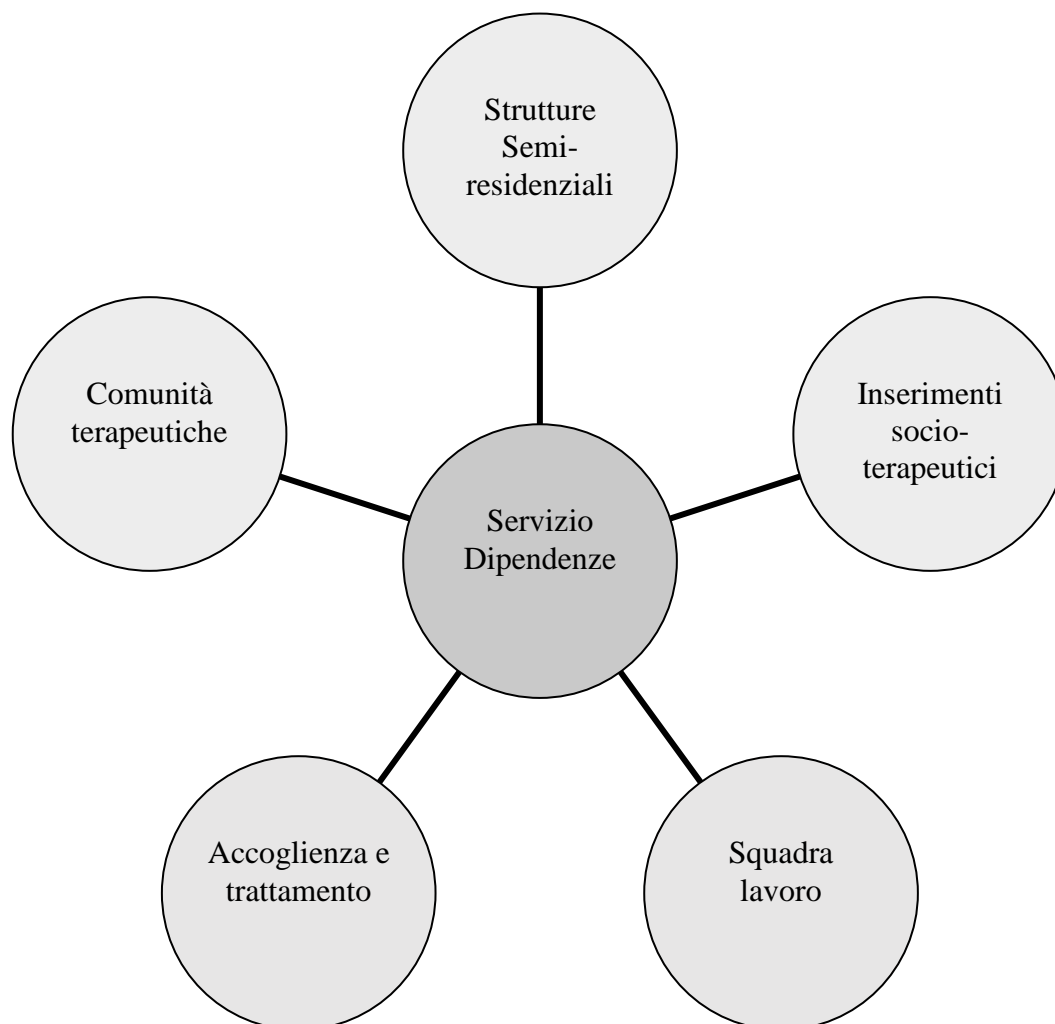 Strutture
Semi-
residenziali
Comunità
terapeutiche
Inserimenti
socio-
terapeutici
Servizio
Dipendenze
Accoglienza e
trattamento
Squadra
lavoro